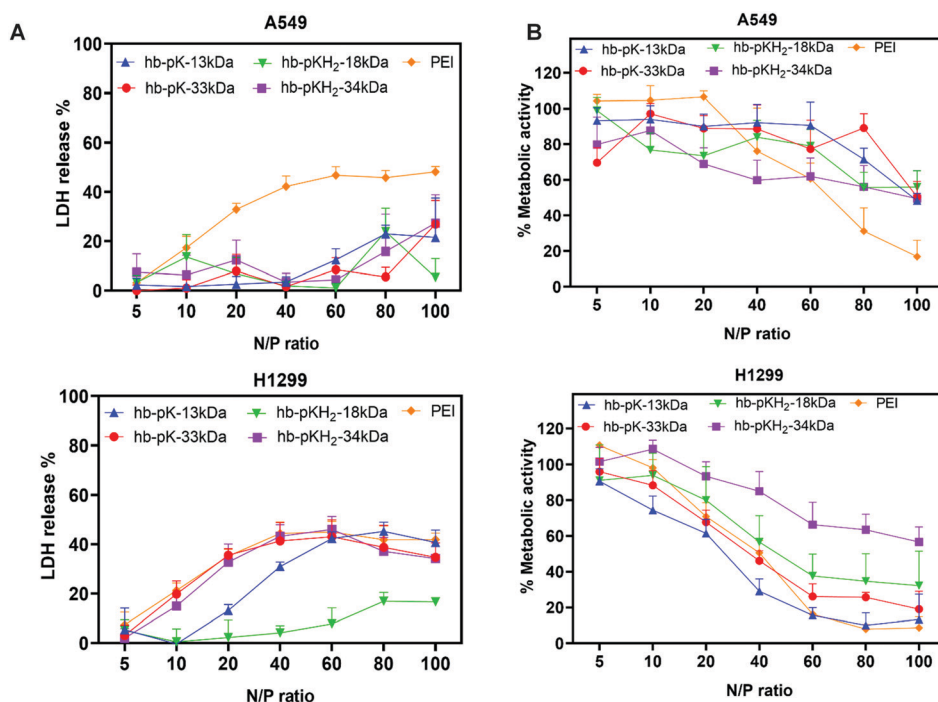 A
A549
hb-pK-13kDa
hb-pKH₂-18kDa
PEI
hb-pK-33kDa
hb-pKH₂-34kDa
LDH release %
100
80
60
40
20
0
5 10 20 40 60 80 100
N/P ratio
B
A549
hb-pK-13kDa
hb-pKH₂-18kDa
PEI
hb-pK-33kDa
hb-pKH₂-34kDa
% Metabolic activity
120
100
80
60
40
20
0
5 10 20 40 60 80 100
N/P ratio
H1299
hb-pK-13kDa
hb-pKH₂-18kDa
PEI
hb-pK-33kDa
hb-pKH₂-34kDa
LDH release %
100
80
60
40
20
0
5 10 20 40 60 80 100
N/P ratio
H1299
hb-pK-13kDa
hb-pKH₂-18kDa
PEI
hb-pK-33kDa
hb-pKH₂-34kDa
% Metabolic activity
120
100
80
60
40
20
0
5 10 20 40 60 80 100
N/P ratio